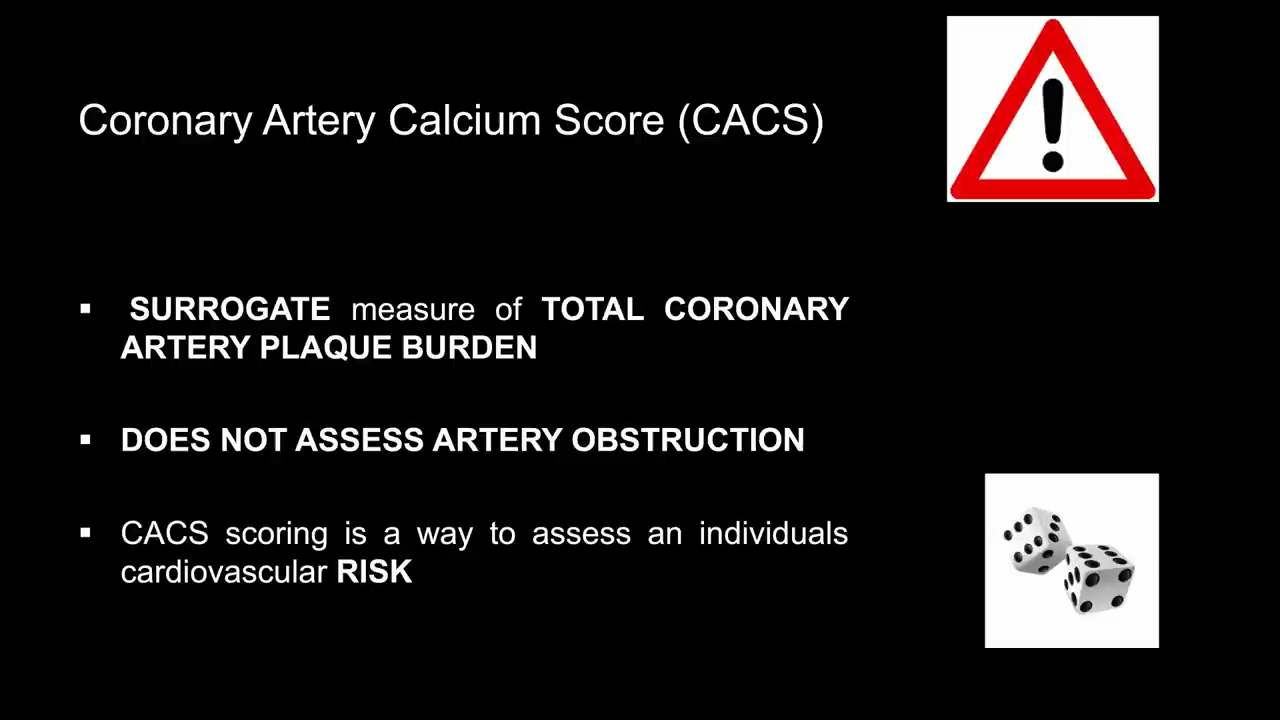 Coronary Artery Calcium Score (CACS)
▪ SURROGATE measure of TOTAL CORONARY
ARTERY PLAQUE BURDEN
▪ DOES NOT ASSESS ARTERY OBSTRUCTION
▪ CACS scoring is a way to assess an individuals
cardiovascular RISK